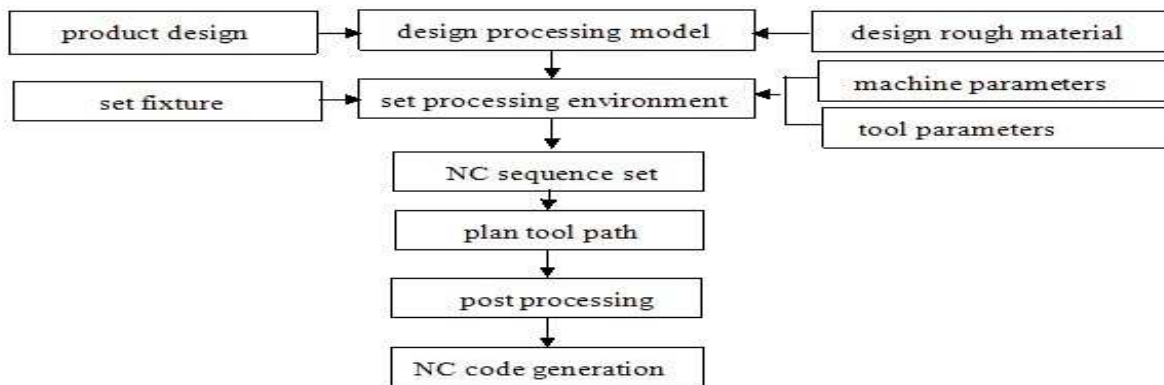 product design
design processing model
design rough material
set fixture
set processing environment
machine parameters
tool parameters
NC sequence set
plan tool path
post processing
NC code generation